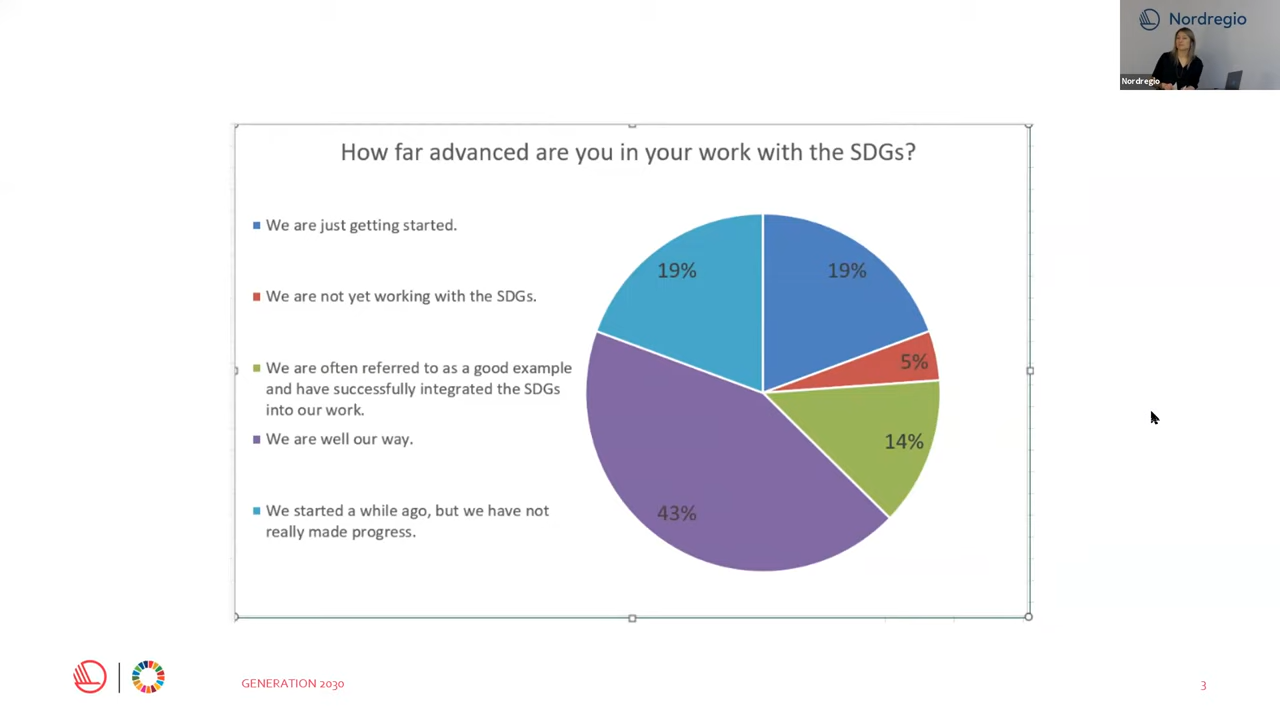 Nordregio
Nordregio
How far advanced are you in your work with the SDGs?
We are just getting started.
We are not yet working with the SDGs.
We are often referred to as a good example
and have successfully integrated the SDGs
into our work.
We are well our way.
We started a while ago, but we have not
really made progress.
19%
19%
5%
14%
43%
GENERATION 2030
3